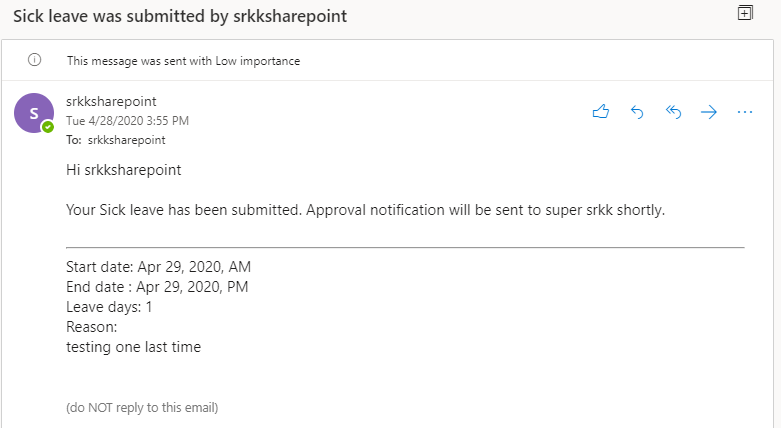 Sick leave was submitted by srkksharepoint
This message was sent with Low importance
S
srkksharepoint
Tue 4/28/2020 3:55 PM
To: srkksharepoint
Hi srkksharepoint
Your Sick leave has been submitted. Approval notification will be sent to super srkk shortly.
Start date: Apr 29, 2020, AM
End date : Apr 29, 2020, PM
Leave days: 1
Reason:
testing one last time
(do NOT reply to this email)